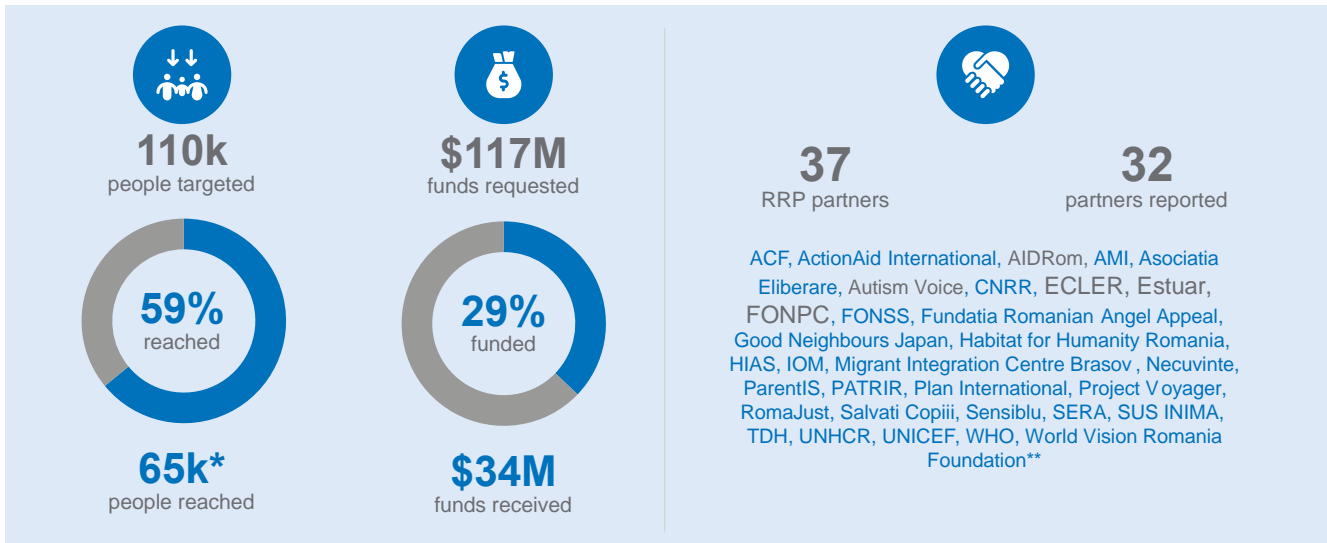 110k
people targeted
59%
reached
65k*
people reached
$
$117M
funds requested
29%
funded
$34M
funds received
37
RRP partners
32
partners reported
ACF, ActionAid International, AIDRom, AMI, Asociatia
Eliberare, Autism Voice, CNRR, ECLER, Estuar,
FONPC, FONSS, Fundatia Romanian Angel Appeal,
Good Neighbours Japan, Habitat for Humanity Romania,
HIAS, IOM, Migrant Integration Centre Brasov , Necuvinte,
ParentIS, PATRIR, Plan International, Project Voyager,
RomaJust, Salvati Copiii, Sensiblu, SERA, SUS INIMA,
TDH, UNHCR, UNICEF, WHO, World Vision Romania
Foundation**